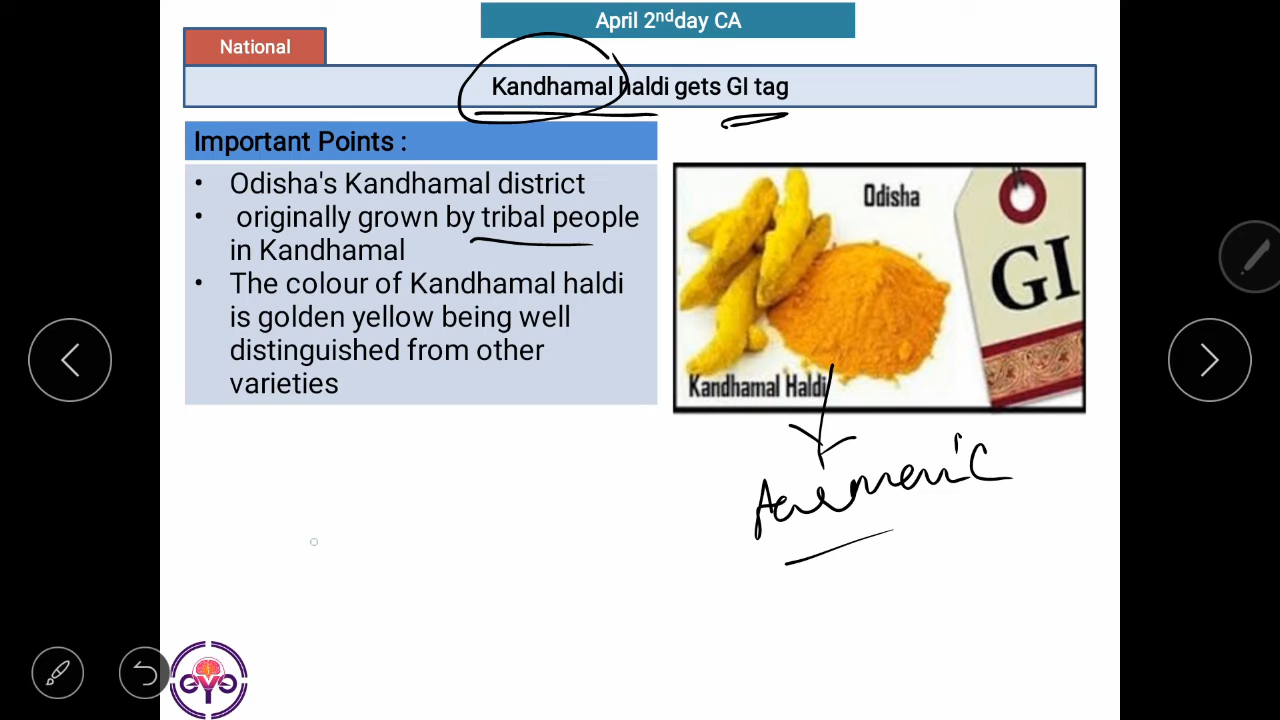 April 2nd day CA
National
Kandhamal haldi gets GI tag
Important Points :
• Odisha's Kandhamal district
• originally grown by tribal people
in Kandhamal
• The colour of Kandhamal haldi
is golden yellow being well
distinguished from other
varieties
Odisha
GI
Kandhamal Haldi